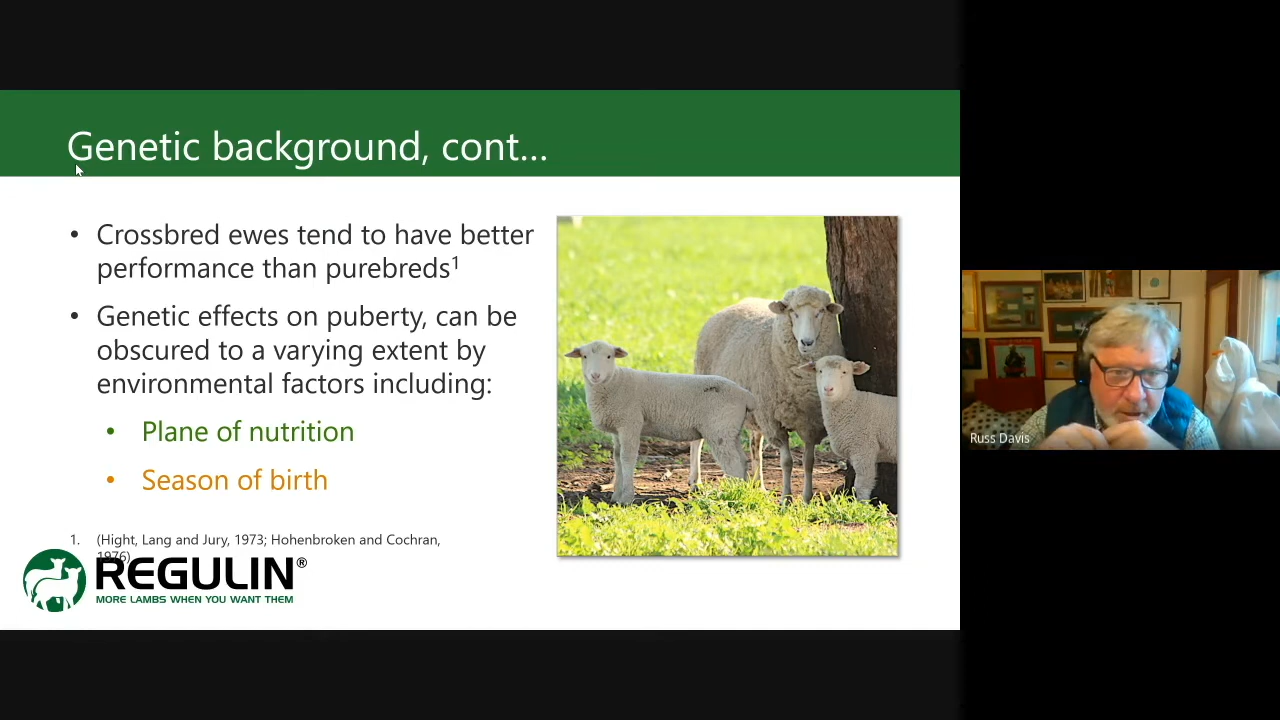 Genetic background, cont...
• Crossbred ewes tend to have better
performance than purebreds1
• Genetic effects on puberty, can be
obscured to a varying extent by
environmental factors including:
• Plane of nutrition
• Season of birth
1. (Hight, Lang and Jury, 1973; Hohenbroken and Cochran,
1976)
REGULIN®
MORE LAMBS WHEN YOU WANT THEM
Russ Davis